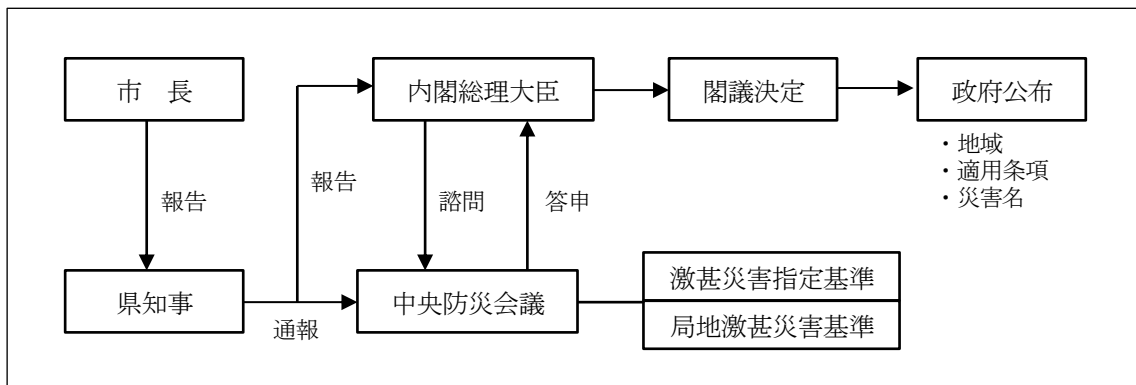 市　長
内閣総理大臣
閣議決定
政府公布
・地域
・適用条項
・災害名
報告
報告
諮問
答申
県知事
通報
中央防災会議
激甚災害指定基準
局地激甚災害基準